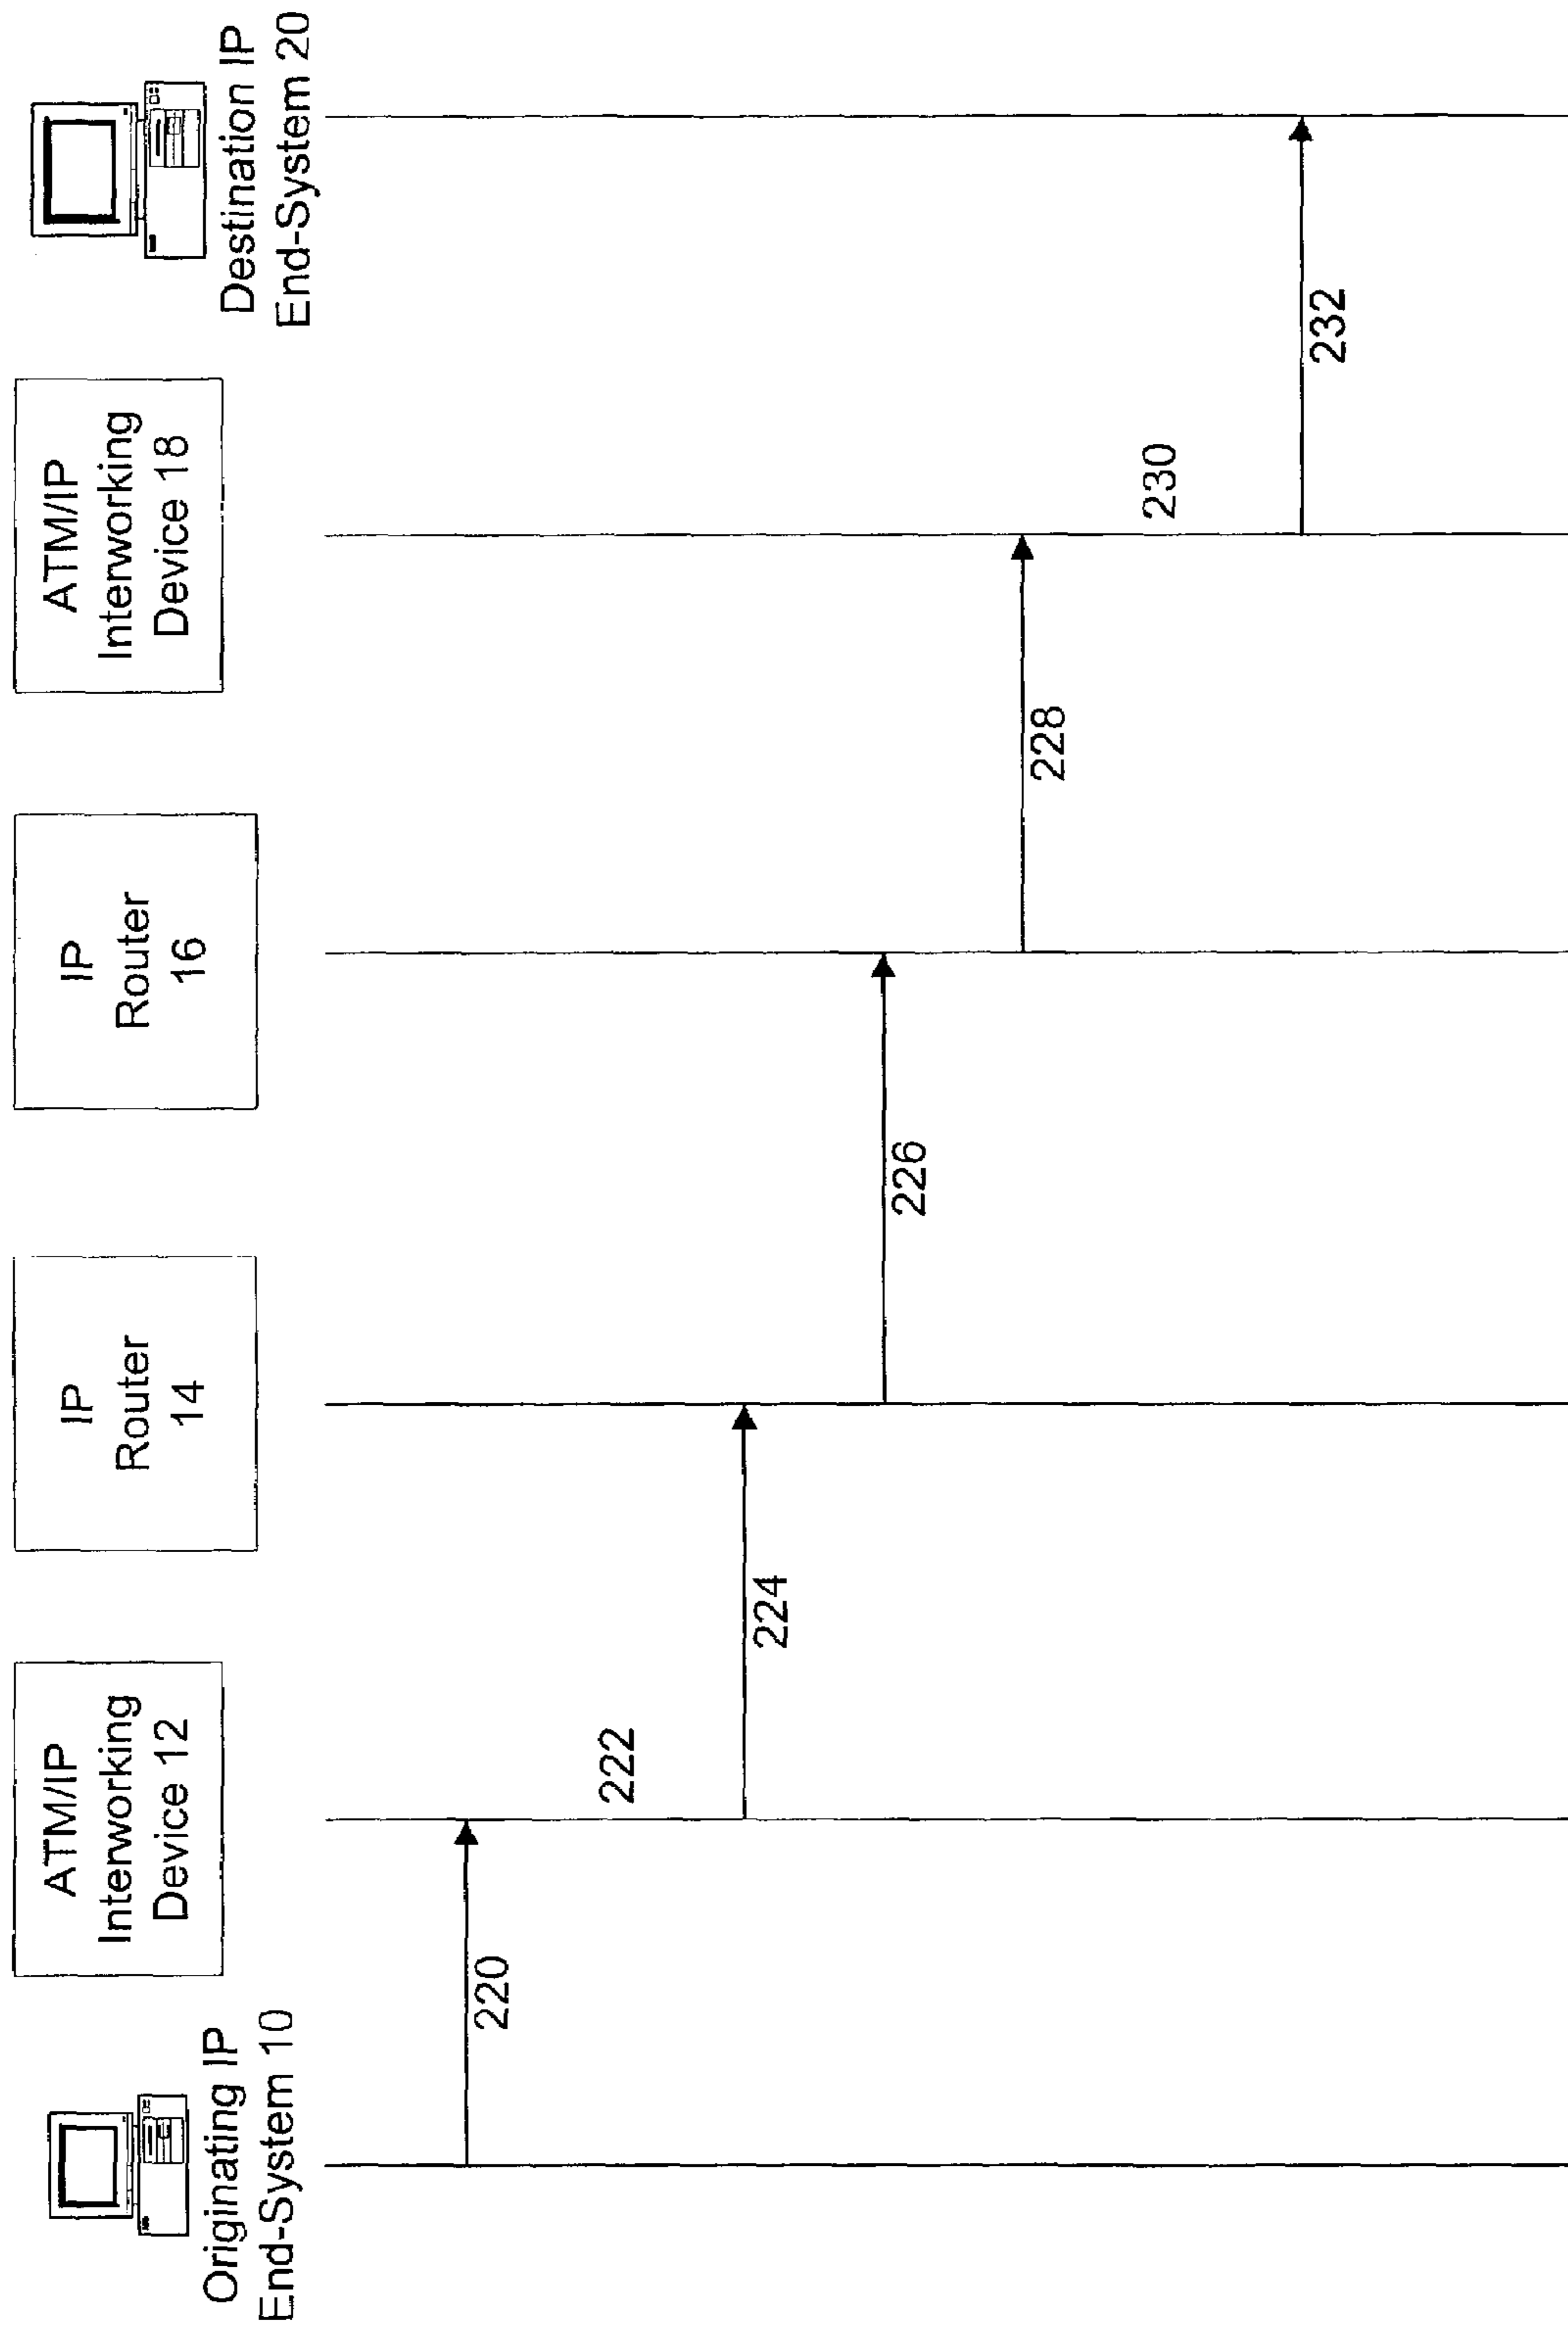 Originating IP
End-System 10
ATM/IP
Interworking
Device 12
IP
Router
14
IP
Router
16
ATM/IP
Interworking
Device 18
Destination IP
End-System 20
220
222
224
226
228
230
232